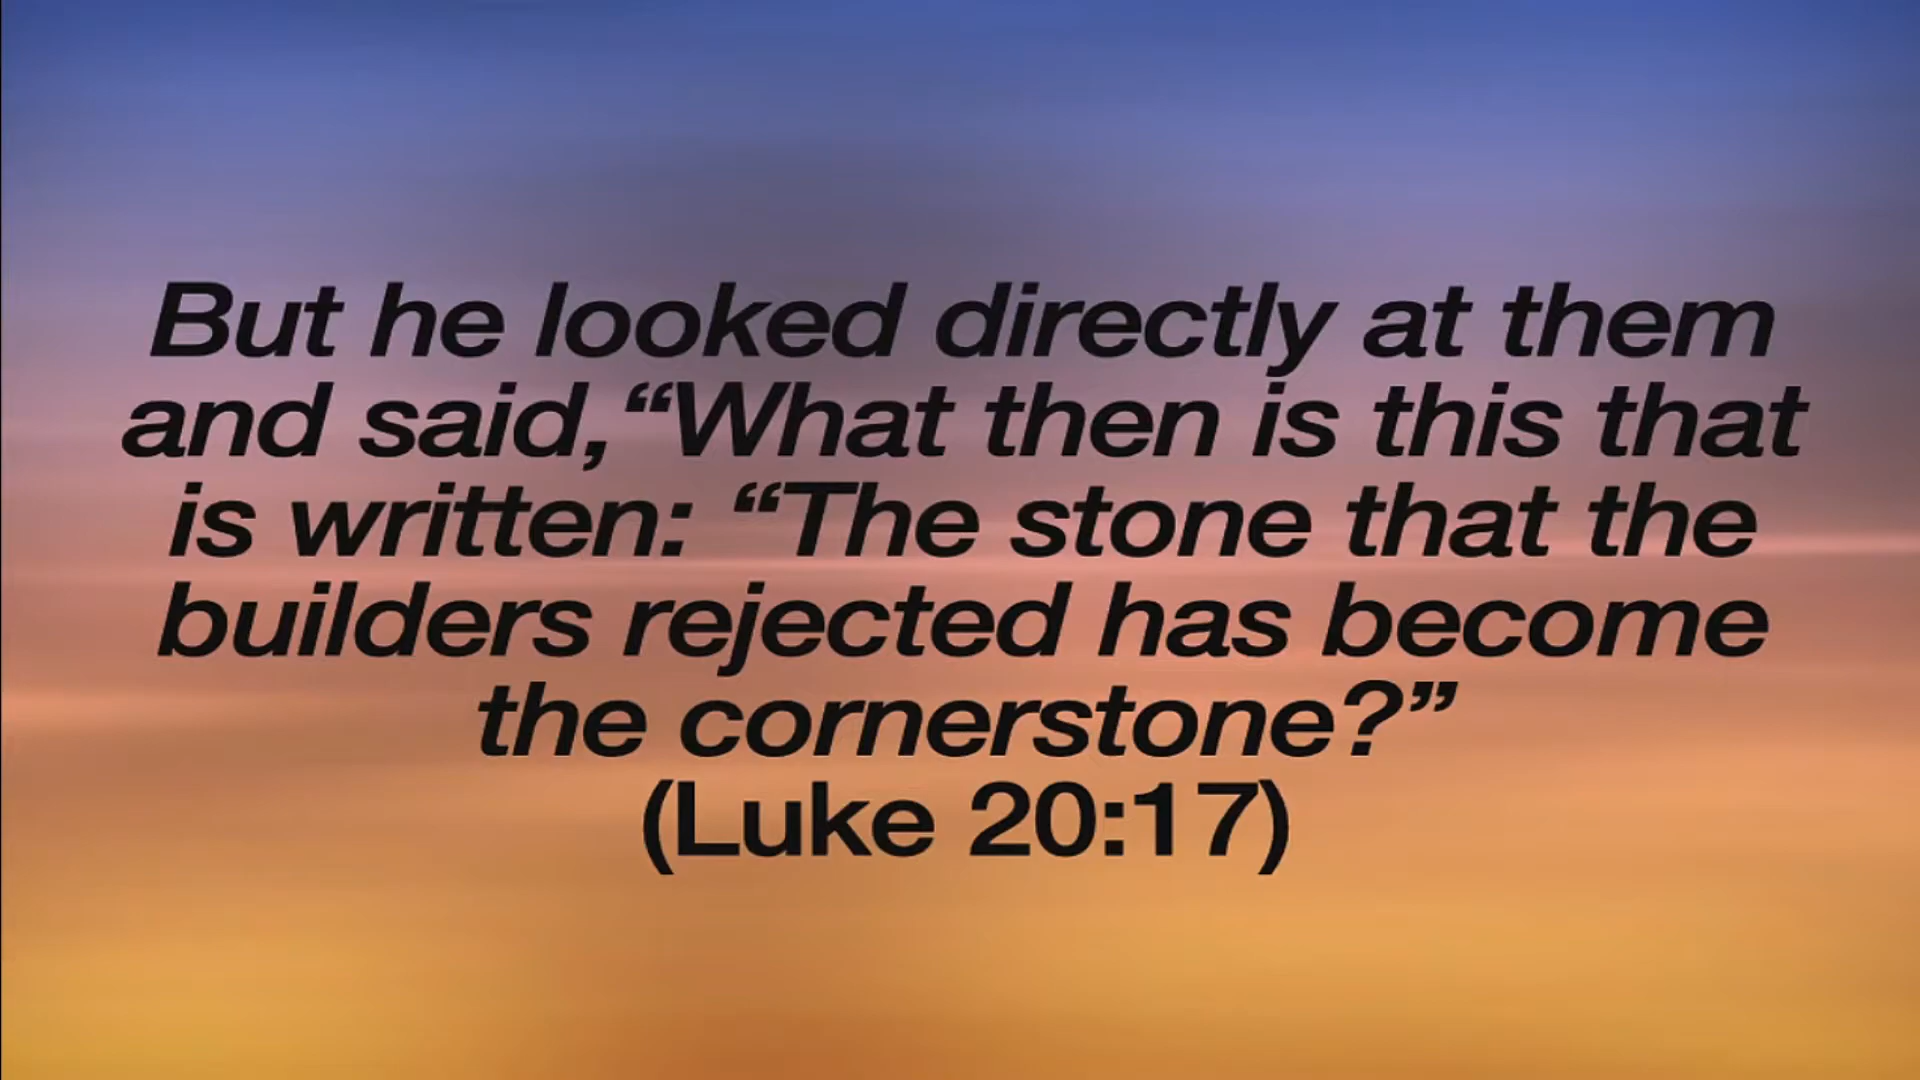 But he looked directly at them
and said,“What then is this that
is written: “The stone that the
builders rejected has become
the cornerstone?”
(Luke 20:17)